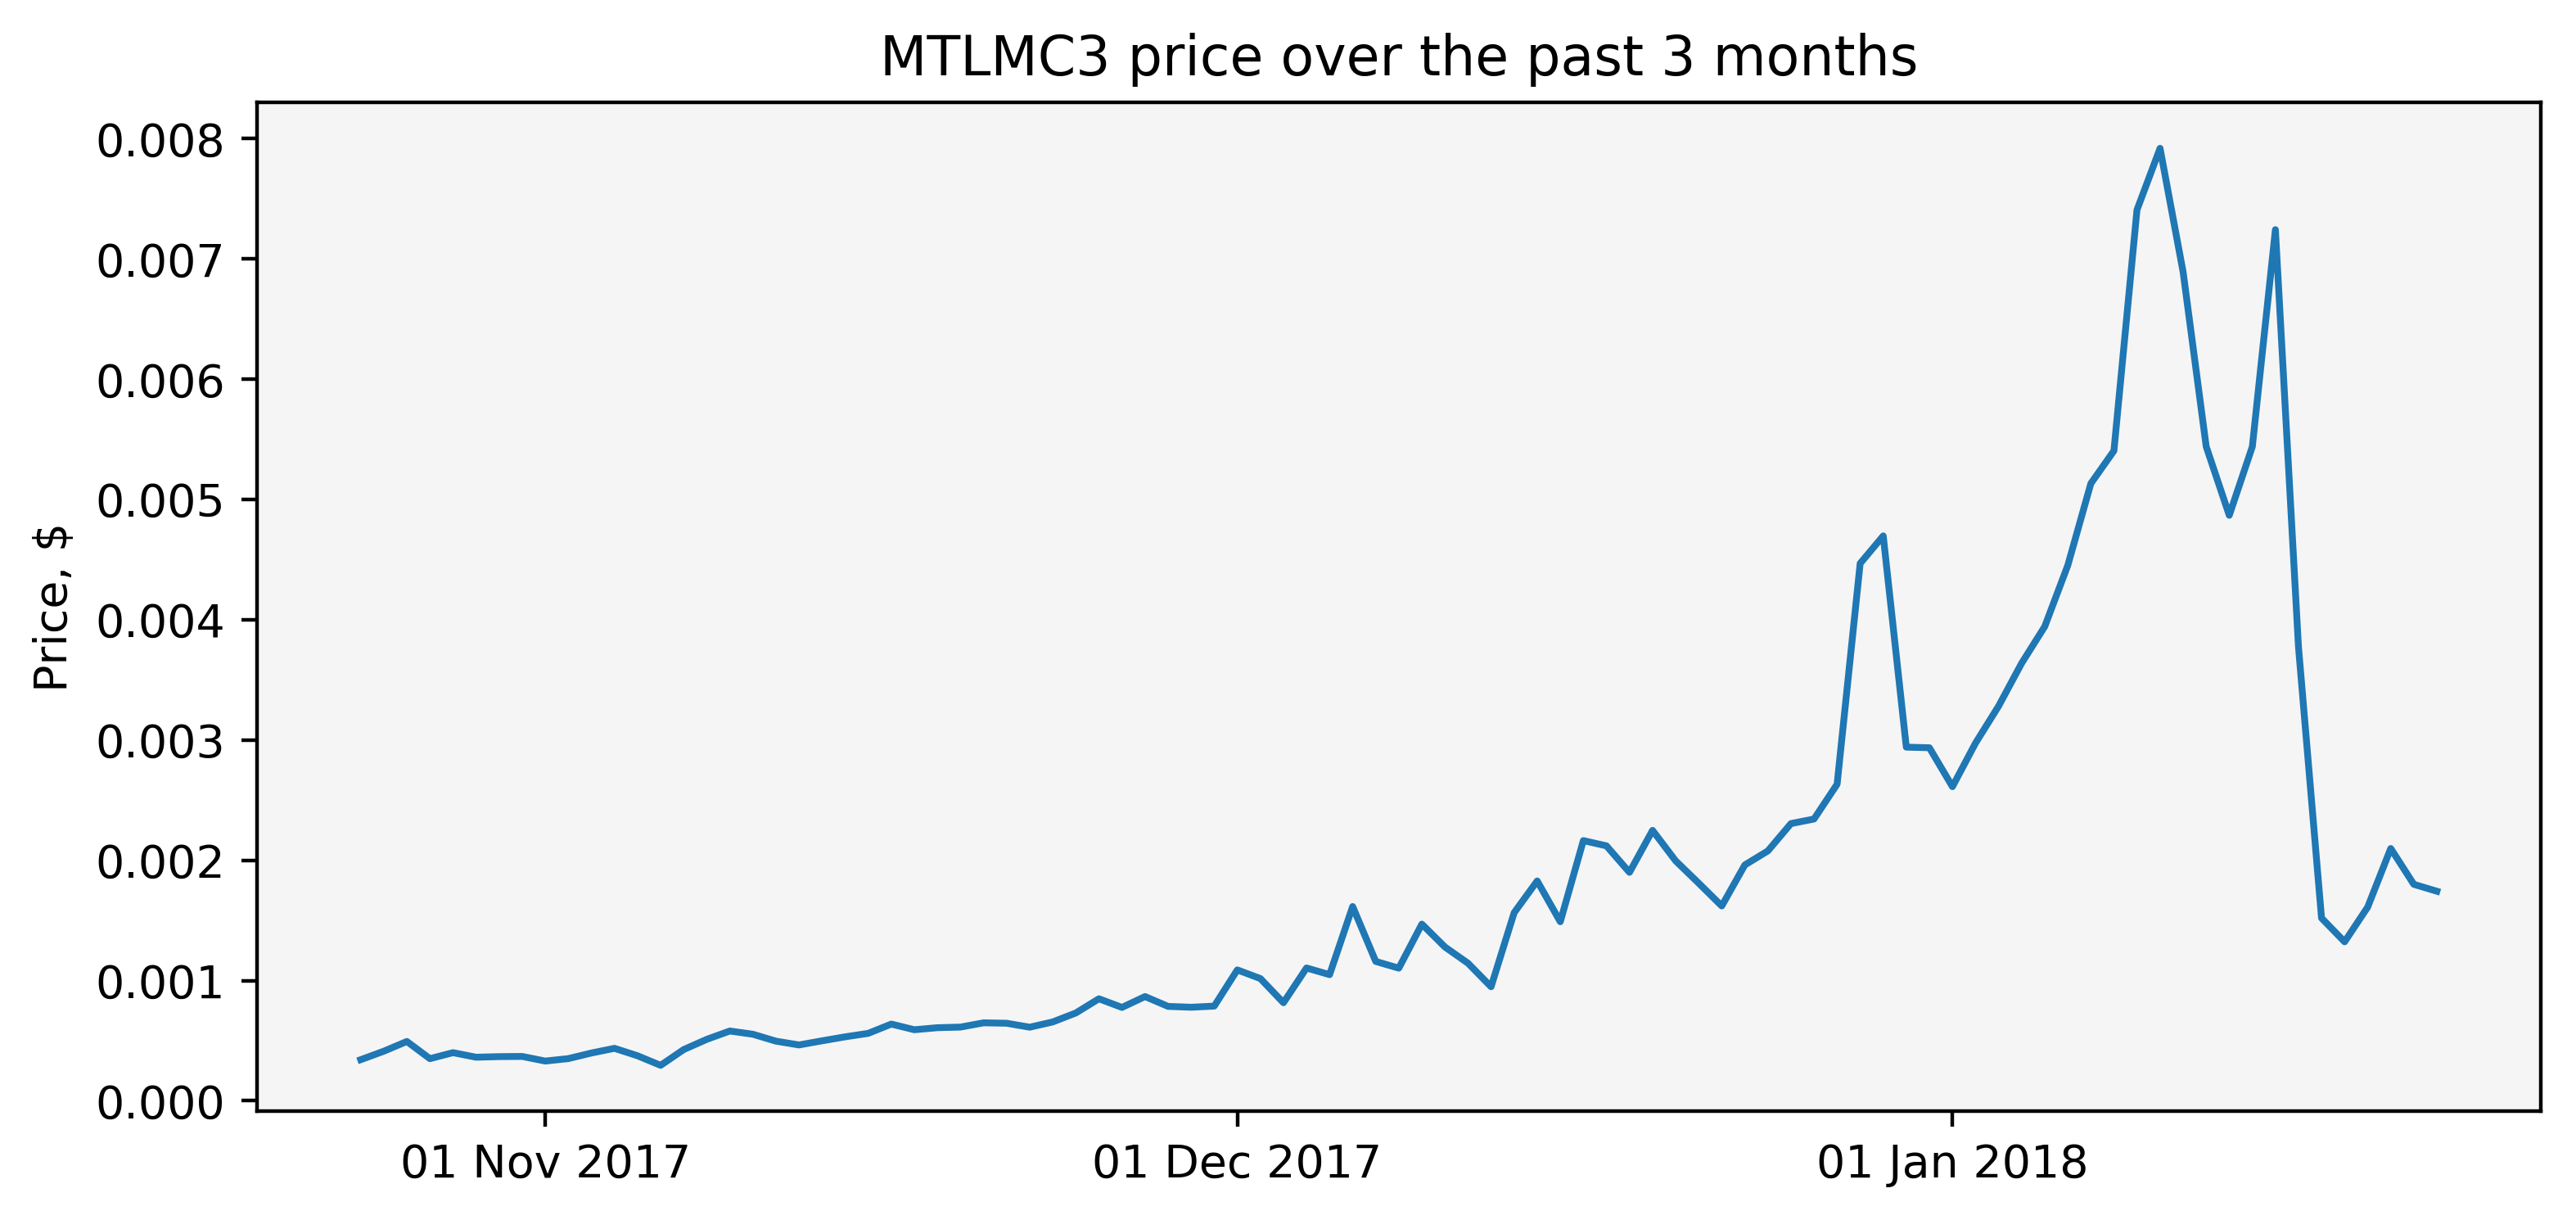 MTLMC3 price over the past 3 months
Price, $
0.008
0.007
0.006
0.005
0.004
0.003
0.002
0.001
0.000
01 Nov 2017
01 Dec 2017
01 Jan 2018